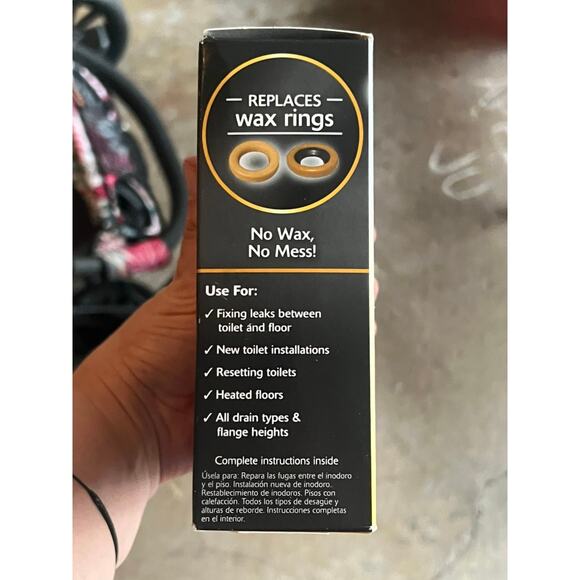 — REPLACES —
wax rings
No Wax,
No Mess!
Use For:
✓ Fixing leaks between
toilet and floor
✓ New toilet installations
✓ Resetting toilets
✓ Heated floors
✓ All drain types &
flange heights
Complete instructions inside
Úsela para: Repara las fugas entre el inodoro
y el piso. Instalación nueva de inodoro.
Restablecimiento de inodoros. Pisos con
calefacción. Todos los tipos de desagüe y
alturas de reborde. Instrucciones completas
en el interior.